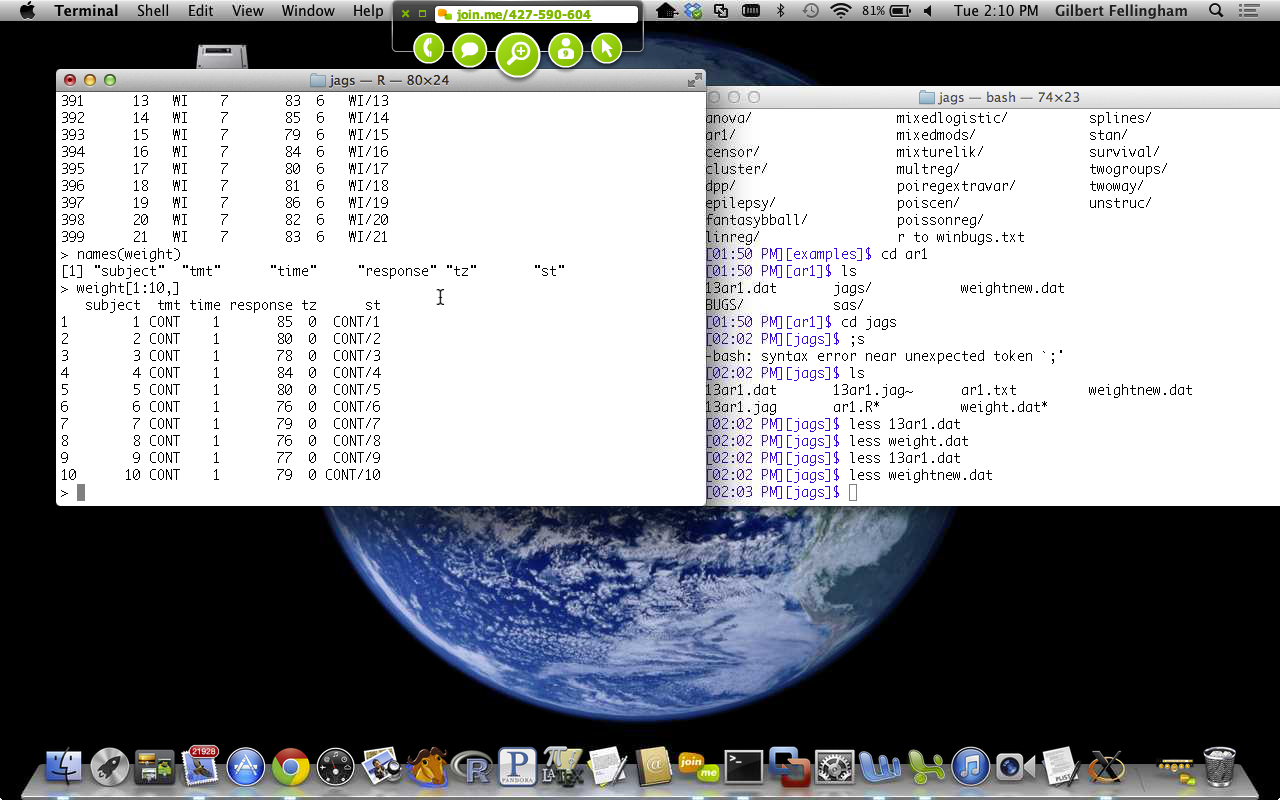 Terminal Shell Edit View Window Help
join.me/427-590-604
81% Tue 2:10 PM Gilbert Fellingham
jags — R — 80×24
391 13 WI 7 83 6 WI/13
392 14 WI 7 85 6 WI/14
393 15 WI 7 79 6 WI/15
394 16 WI 7 84 6 WI/16
395 17 WI 7 80 6 WI/17
396 18 WI 7 81 6 WI/18
397 19 WI 7 86 6 WI/19
398 20 WI 7 82 6 WI/20
399 21 WI 7 83 6 WI/21
> names(weight)
[1] "subject" "tmt" "time" "response" "tz" "st"
> weight[1:10,]
subject tmt time response tz st
1 1 CONT 1 85 0 CONT/1
2 2 CONT 1 80 0 CONT/2
3 3 CONT 1 78 0 CONT/3
4 4 CONT 1 84 0 CONT/4
5 5 CONT 1 80 0 CONT/5
6 6 CONT 1 76 0 CONT/6
7 7 CONT 1 79 0 CONT/7
8 8 CONT 1 76 0 CONT/8
9 9 CONT 1 77 0 CONT/9
10 10 CONT 1 79 0 CONT/10
>
jags — bash — 74×23
anova/ mixedlogistic/ splines/
ar1/ mixedmods/ stan/
censor/ mixturelik/ survival/
cluster/ multreg/ twogroups/
dpp/ poiregextravar/ twoway/
epilepsy/ poiscen/ unstruc/
fantasybball/ poissonreg/
linreg/ r to winbugs.txt
[01:50 PM][examples]$ cd ar1
[01:50 PM][ar1]$ ls
13ar1.dat jags/ weightnew.dat
BUGS/ sas/
[01:50 PM][ar1]$ cd jags
[02:02 PM][jags]$ ;s
-bash: syntax error near unexpected token `;'
[02:02 PM][jags]$ ls
13ar1.dat 13ar1.jag~ ar1.txt weightnew.dat
13ar1.jag ar1.R* weight.dat*
[02:02 PM][jags]$ less 13ar1.dat
[02:02 PM][jags]$ less weight.dat
[02:02 PM][jags]$ less 13ar1.dat
[02:02 PM][jags]$ less weightnew.dat
[02:03 PM][jags]$
21928
R
P
PANDORA
LATEX
join
me
>_
PLIST